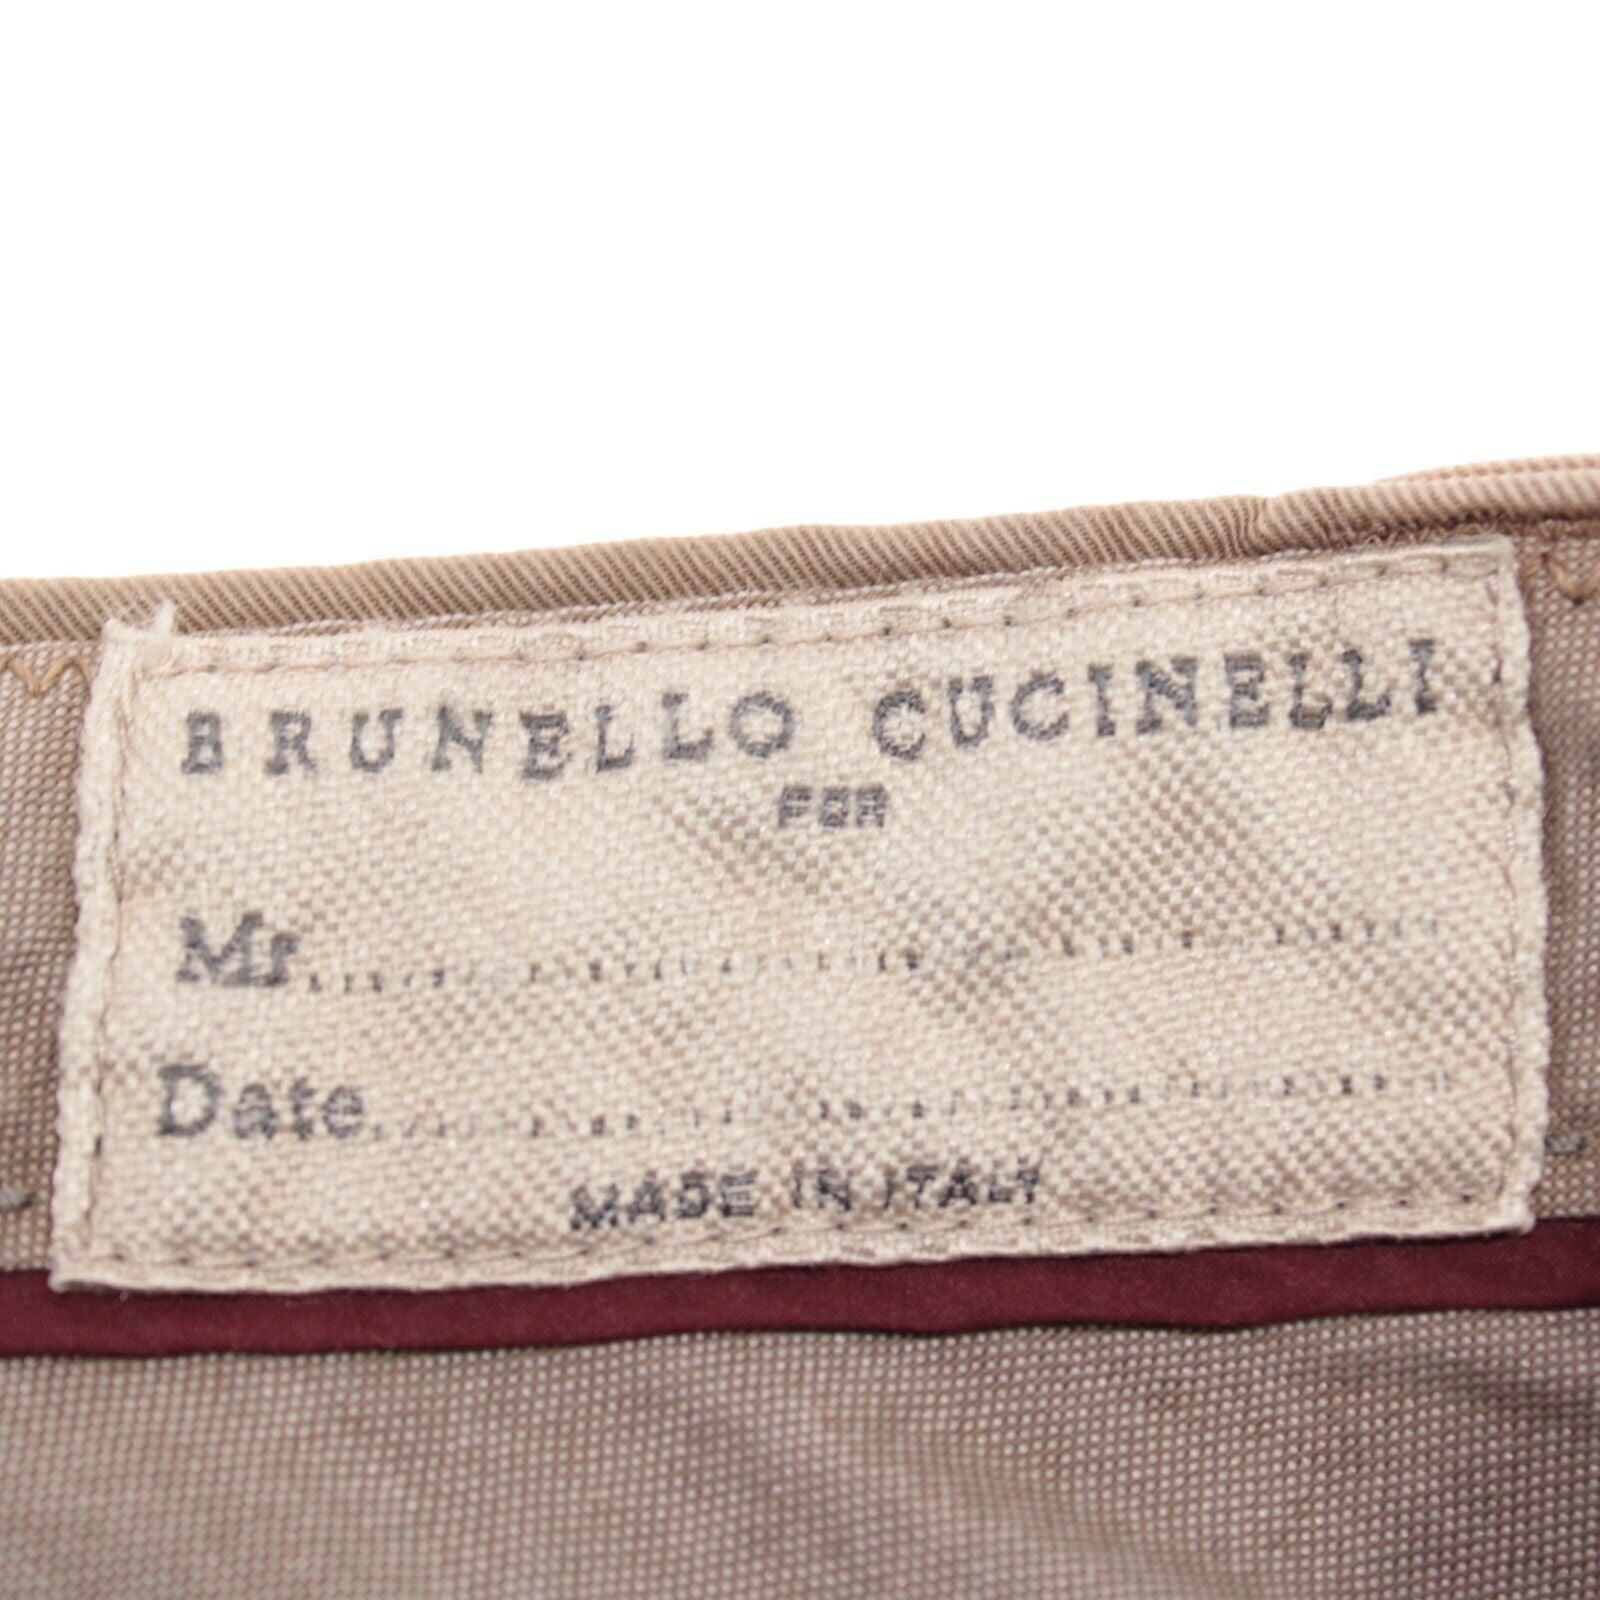 BRUNELLO CUCINELLI
FOR
Mr..............................
Date..............................
MADE IN ITALY